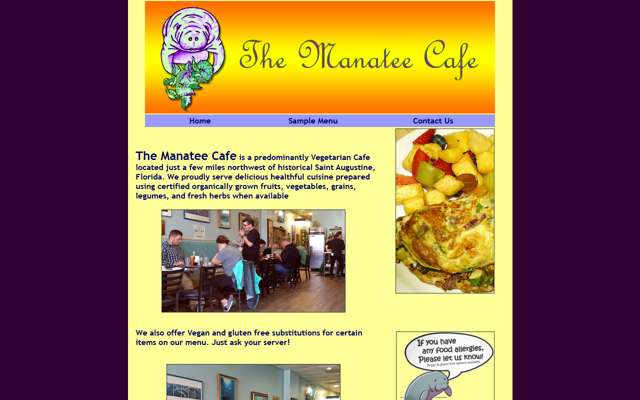 The Manatee Cafe
Home Sample Menu Contact Us
The Manatee Cafe is a predominantly Vegetarian Cafe
located just a few miles northwest of historical Saint Augustine,
Florida. We proudly serve delicious healthful cuisine prepared
using certified organically grown fruits, vegetables, grains,
legumes, and fresh herbs when available
We also offer Vegan and gluten free substitutions for certain
items on our menu. Just ask your server!
If you have
any food allergies,
Please let us know!